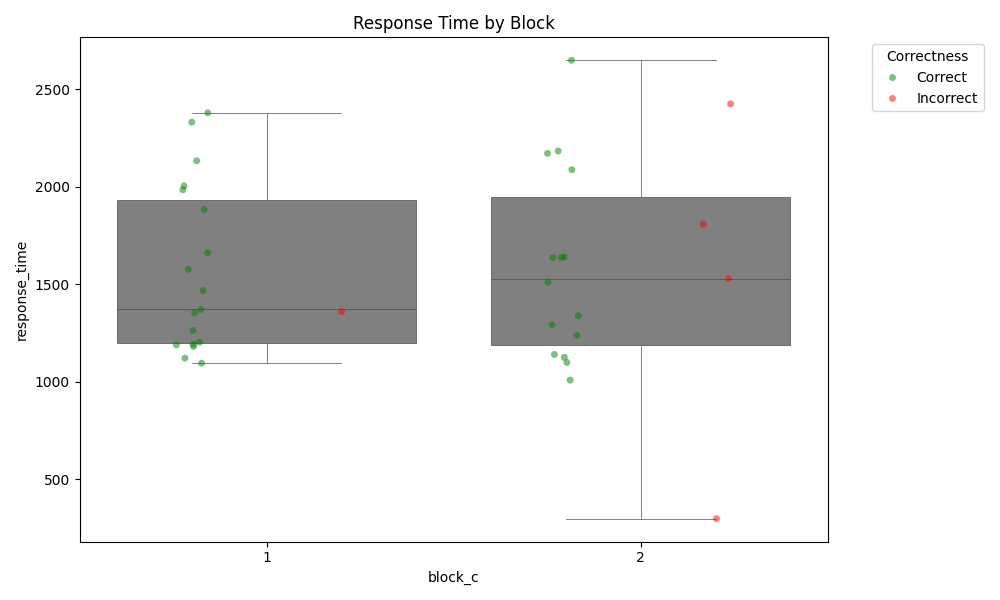 Response Time by Block
Correctness
Correct
Incorrect
response_time
2500
2000
1500
1000
500
1
2
block_c